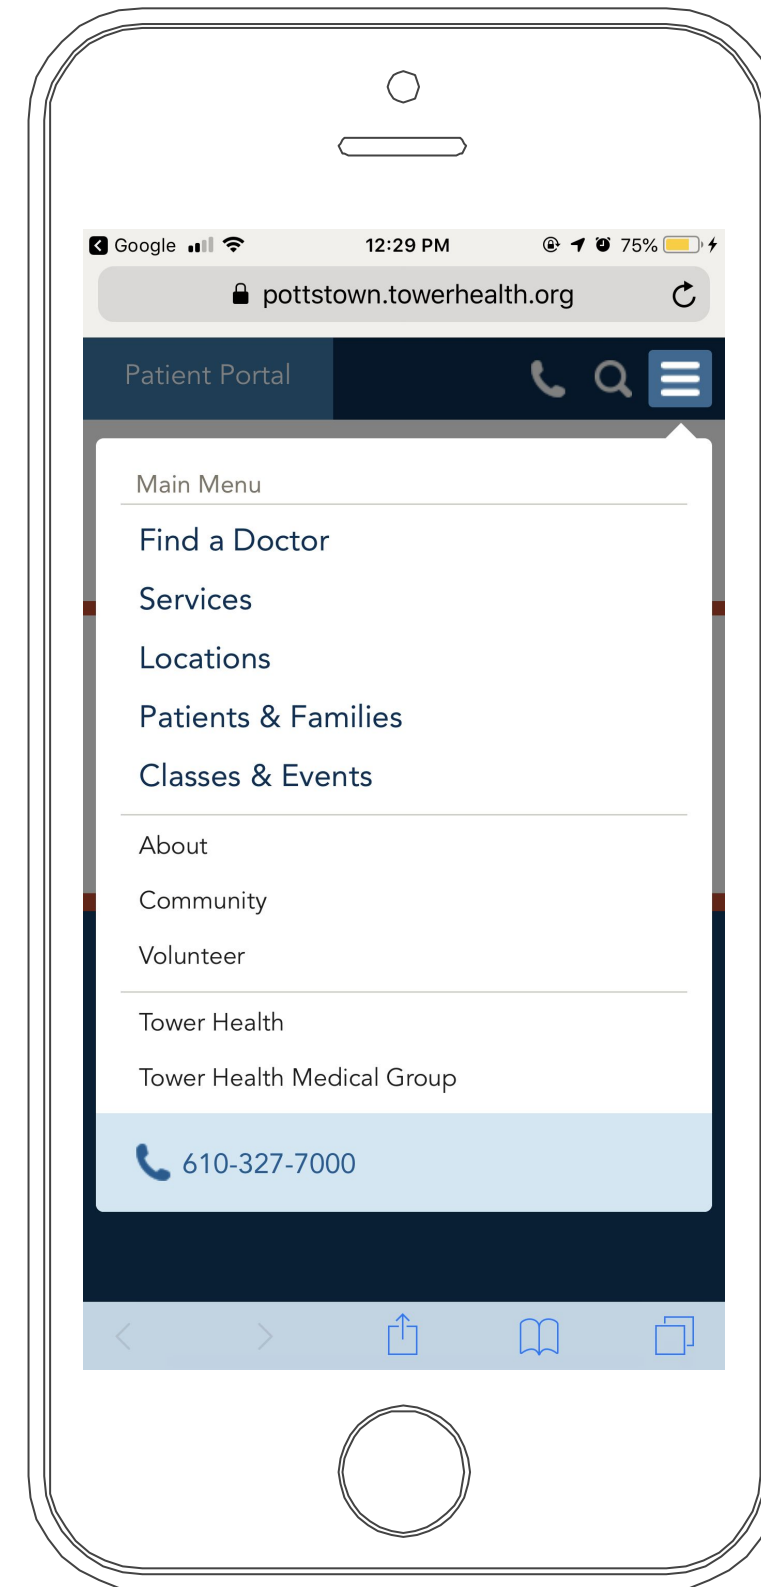 Google 12:29 PM 75%
pottstown.towerhealth.org
Patient Portal
Main Menu
Find a Doctor
Services
Locations
Patients & Families
Classes & Events
About
Community
Volunteer
Tower Health
Tower Health Medical Group
610-327-7000